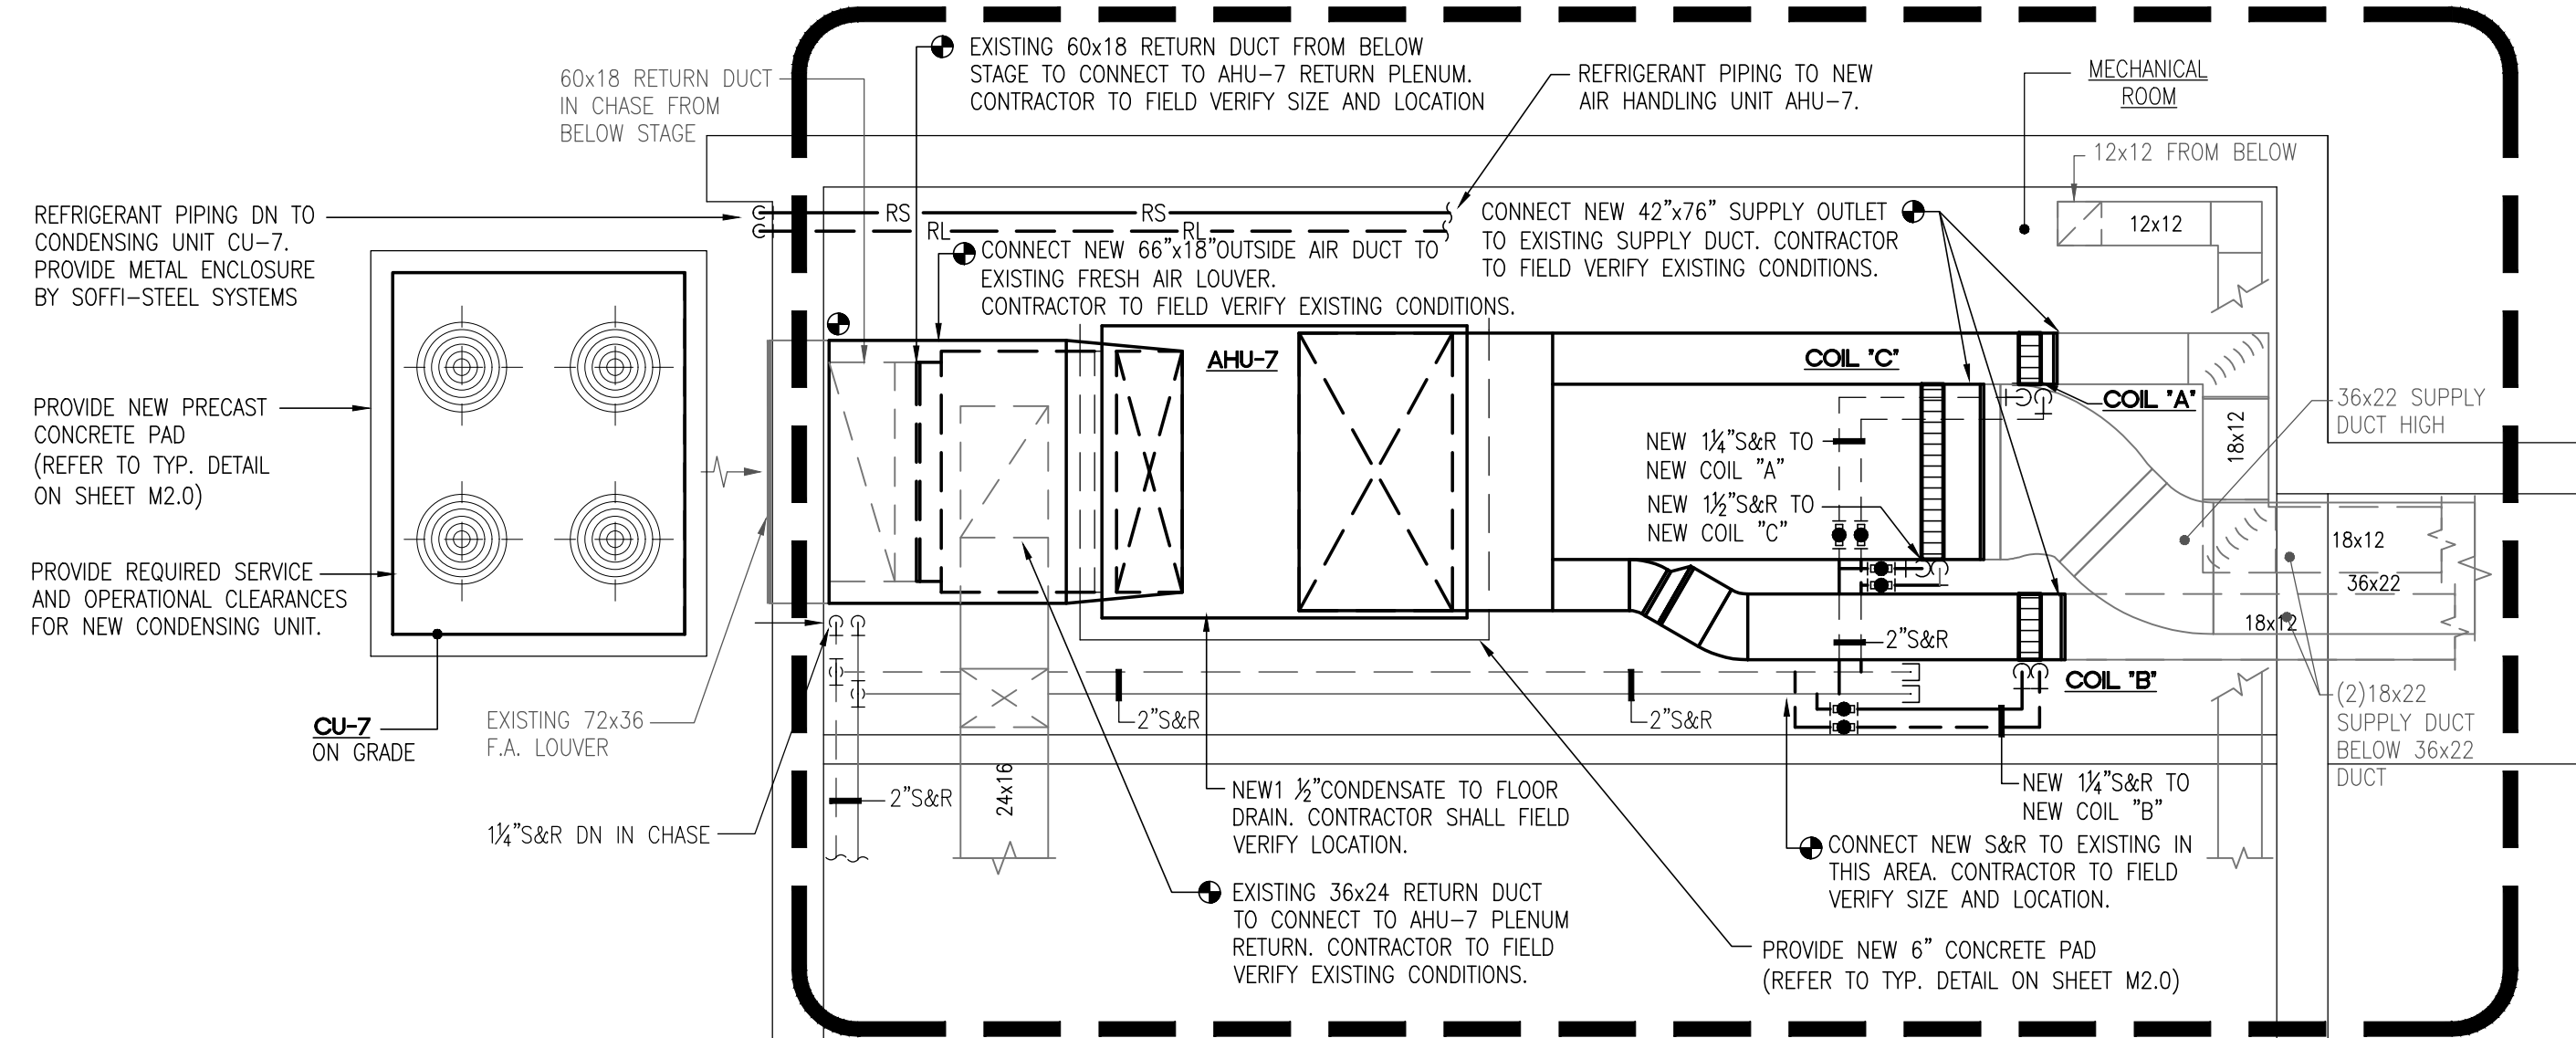 EXISTING 60x18 RETURN DUCT FROM BELOW
STAGE TO CONNECT TO AHU-7 RETURN PLENUM.
CONTRACTOR TO FIELD VERIFY SIZE AND LOCATION
60x18 RETURN DUCT
IN CHASE FROM
BELOW STAGE
REFRIGERANT PIPING TO NEW
AIR HANDLING UNIT AHU-7.
MECHANICAL
ROOM
12x12 FROM BELOW
12x12
REFRIGERANT PIPING DN TO
CONDENSING UNIT CU-7.
PROVIDE METAL ENCLOSURE
BY SOFFI-STEEL SYSTEMS
RS
RS
RL
RL
CONNECT NEW 66"x18"OUTSIDE AIR DUCT TO
EXISTING FRESH AIR LOUVER.
CONTRACTOR TO FIELD VERIFY EXISTING CONDITIONS.
CONNECT NEW 42"x76" SUPPLY OUTLET
TO EXISTING SUPPLY DUCT. CONTRACTOR
TO FIELD VERIFY EXISTING CONDITIONS.
AHU-7
COIL "C"
COIL "A"
36x22 SUPPLY
DUCT HIGH
18x12
PROVIDE NEW PRECAST
CONCRETE PAD
(REFER TO TYP. DETAIL
ON SHEET M2.0)
NEW 1¼"S&R TO
NEW COIL "A"
NEW 1½"S&R TO
NEW COIL "C"
18x12
36x22
18x12
PROVIDE REQUIRED SERVICE
AND OPERATIONAL CLEARANCES
FOR NEW CONDENSING UNIT.
2"S&R
COIL "B"
(2)18x22
SUPPLY DUCT
BELOW 36x22
DUCT
CU-7
ON GRADE
EXISTING 72x36
F.A. LOUVER
2"S&R
2"S&R
2"S&R
24x16
1¼"S&R DN IN CHASE
NEW1 ½"CONDENSATE TO FLOOR
DRAIN. CONTRACTOR SHALL FIELD
VERIFY LOCATION.
NEW 1¼"S&R TO
NEW COIL "B"
CONNECT NEW S&R TO EXISTING IN
THIS AREA. CONTRACTOR TO FIELD
VERIFY SIZE AND LOCATION.
EXISTING 36x24 RETURN DUCT
TO CONNECT TO AHU-7 PLENUM
RETURN. CONTRACTOR TO FIELD
VERIFY EXISTING CONDITIONS.
PROVIDE NEW 6" CONCRETE PAD
(REFER TO TYP. DETAIL ON SHEET M2.0)